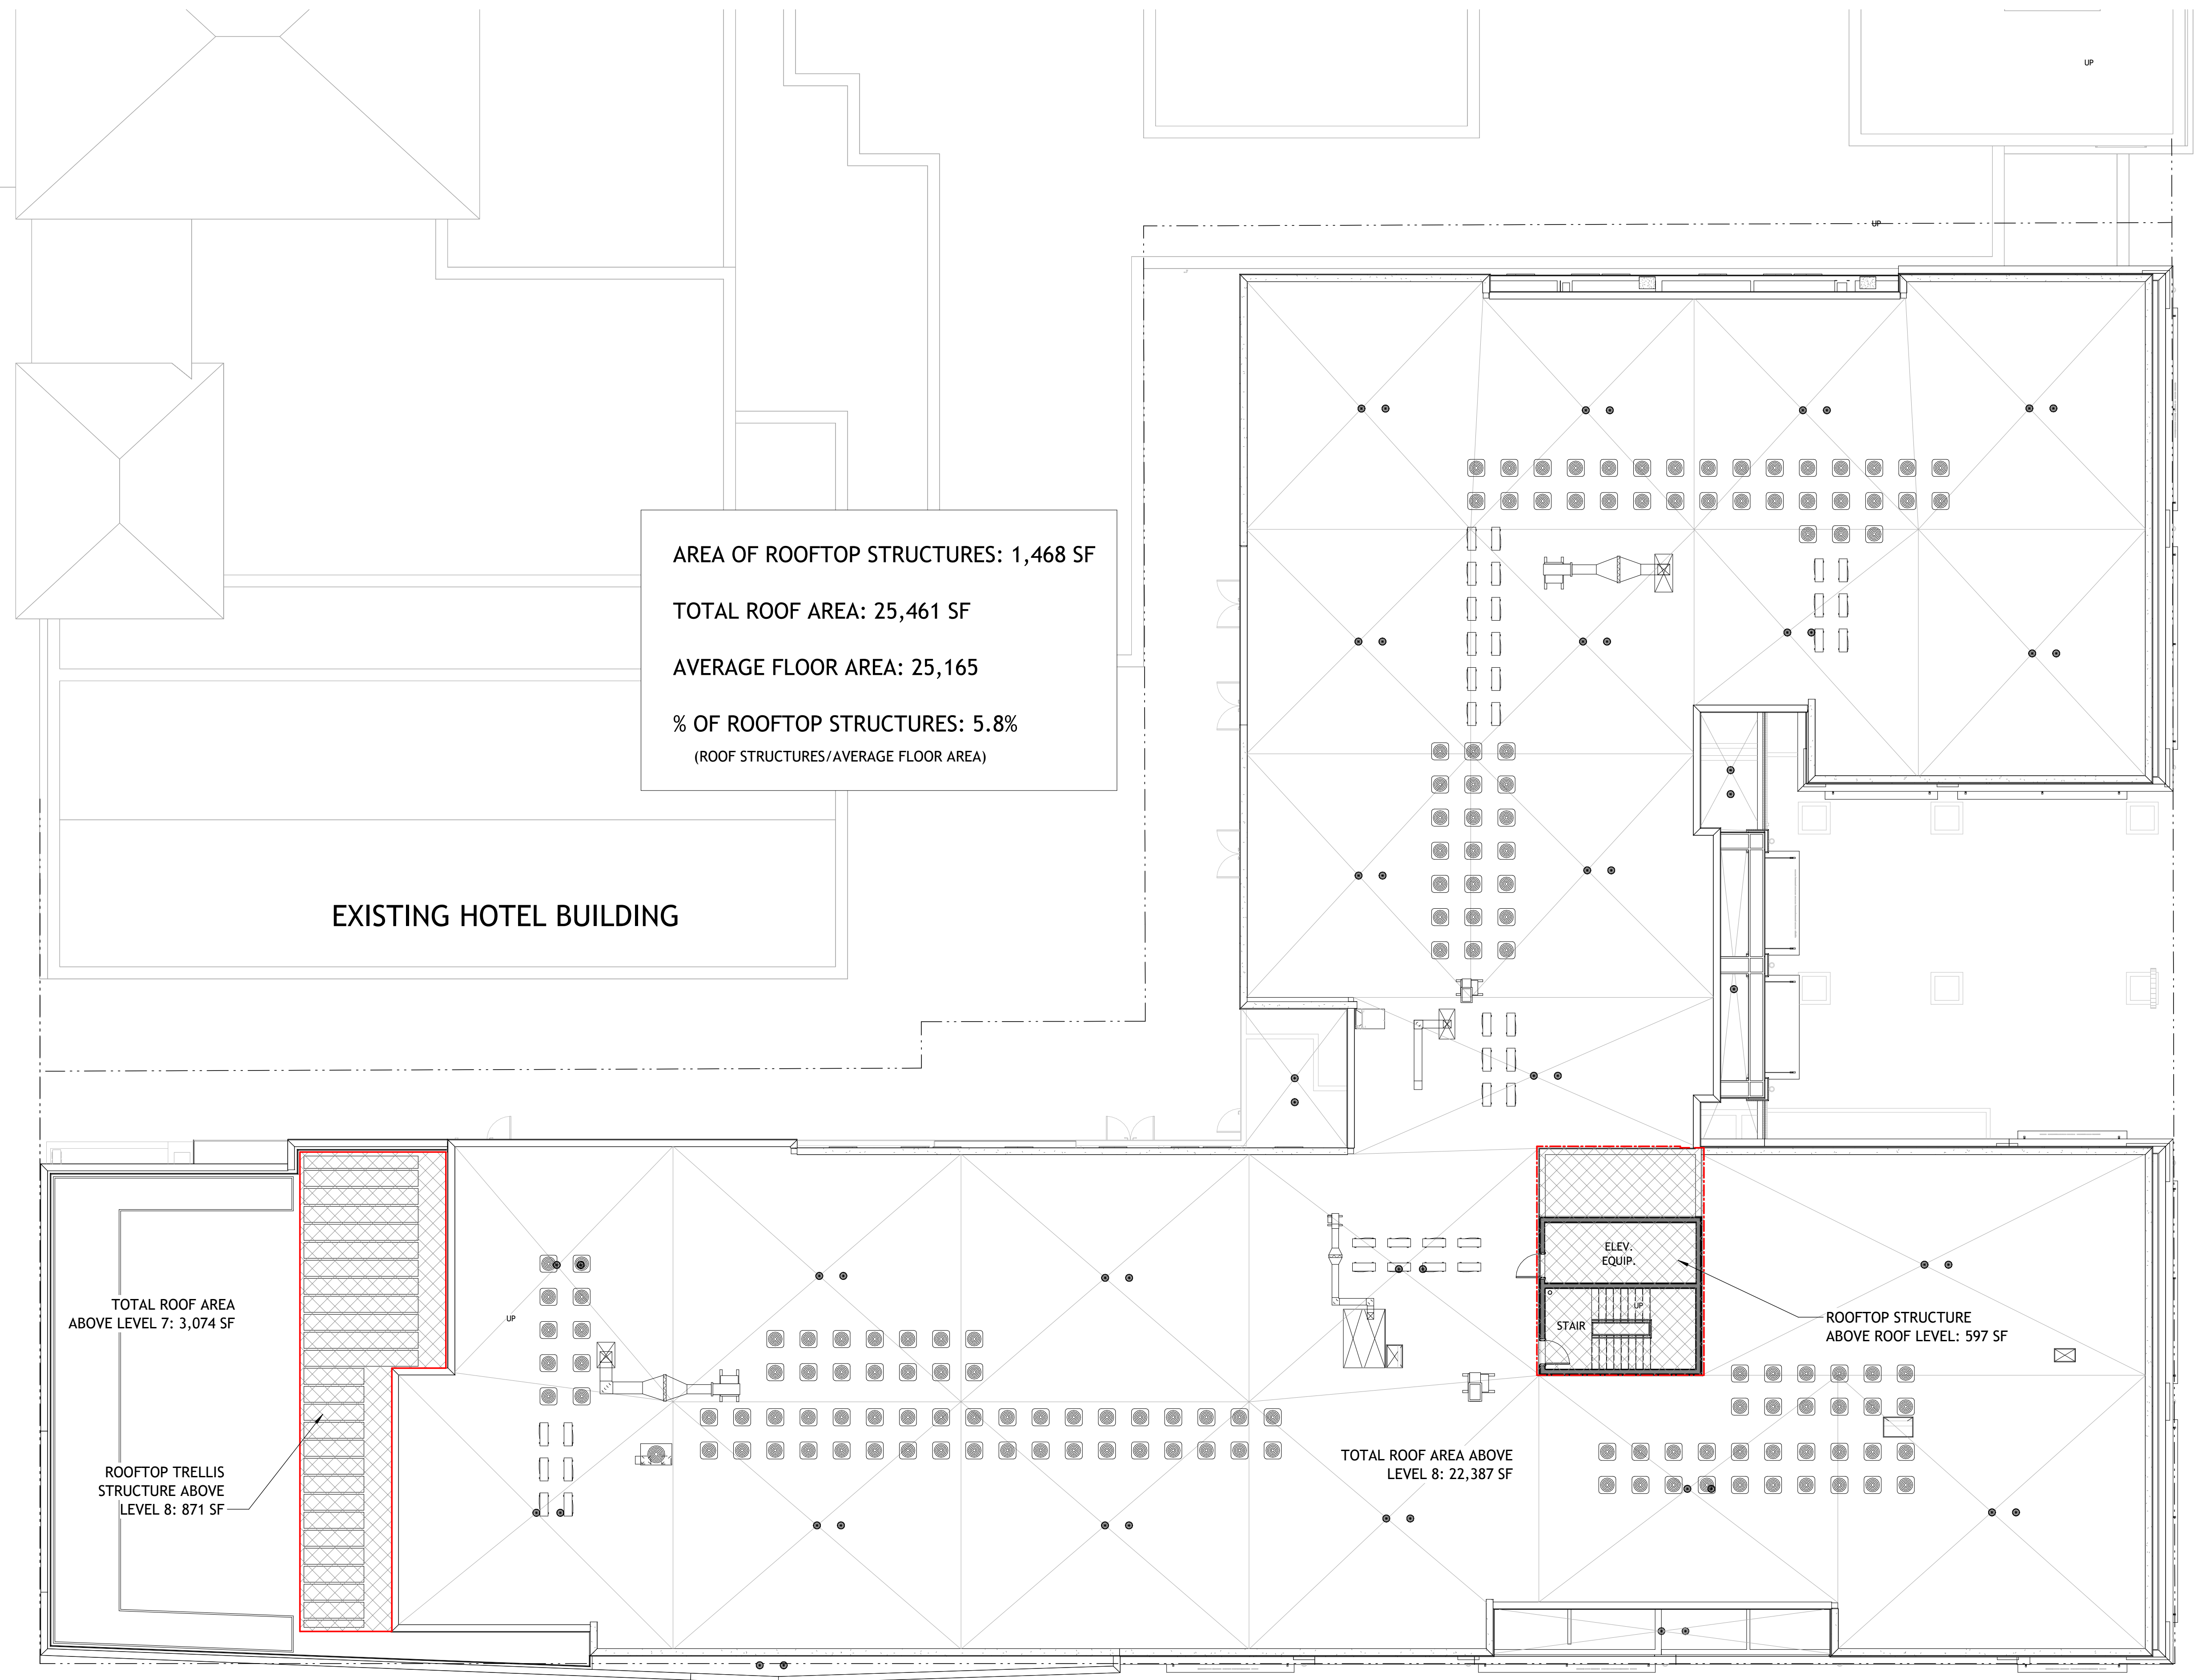 UP
UP
AREA OF ROOFTOP STRUCTURES: 1,468 SF
TOTAL ROOF AREA: 25,461 SF
AVERAGE FLOOR AREA: 25,165
% OF ROOFTOP STRUCTURES: 5.8%
(ROOF STRUCTURES/AVERAGE FLOOR AREA)
EXISTING HOTEL BUILDING
ELEV.
EQUIP.
TOTAL ROOF AREA
ABOVE LEVEL 7: 3,074 SF
UP
UP
STAIR
ROOFTOP STRUCTURE
ABOVE ROOF LEVEL: 597 SF
TOTAL ROOF AREA ABOVE
LEVEL 8: 22,387 SF
ROOFTOP TRELLIS
STRUCTURE ABOVE
LEVEL 8: 871 SF